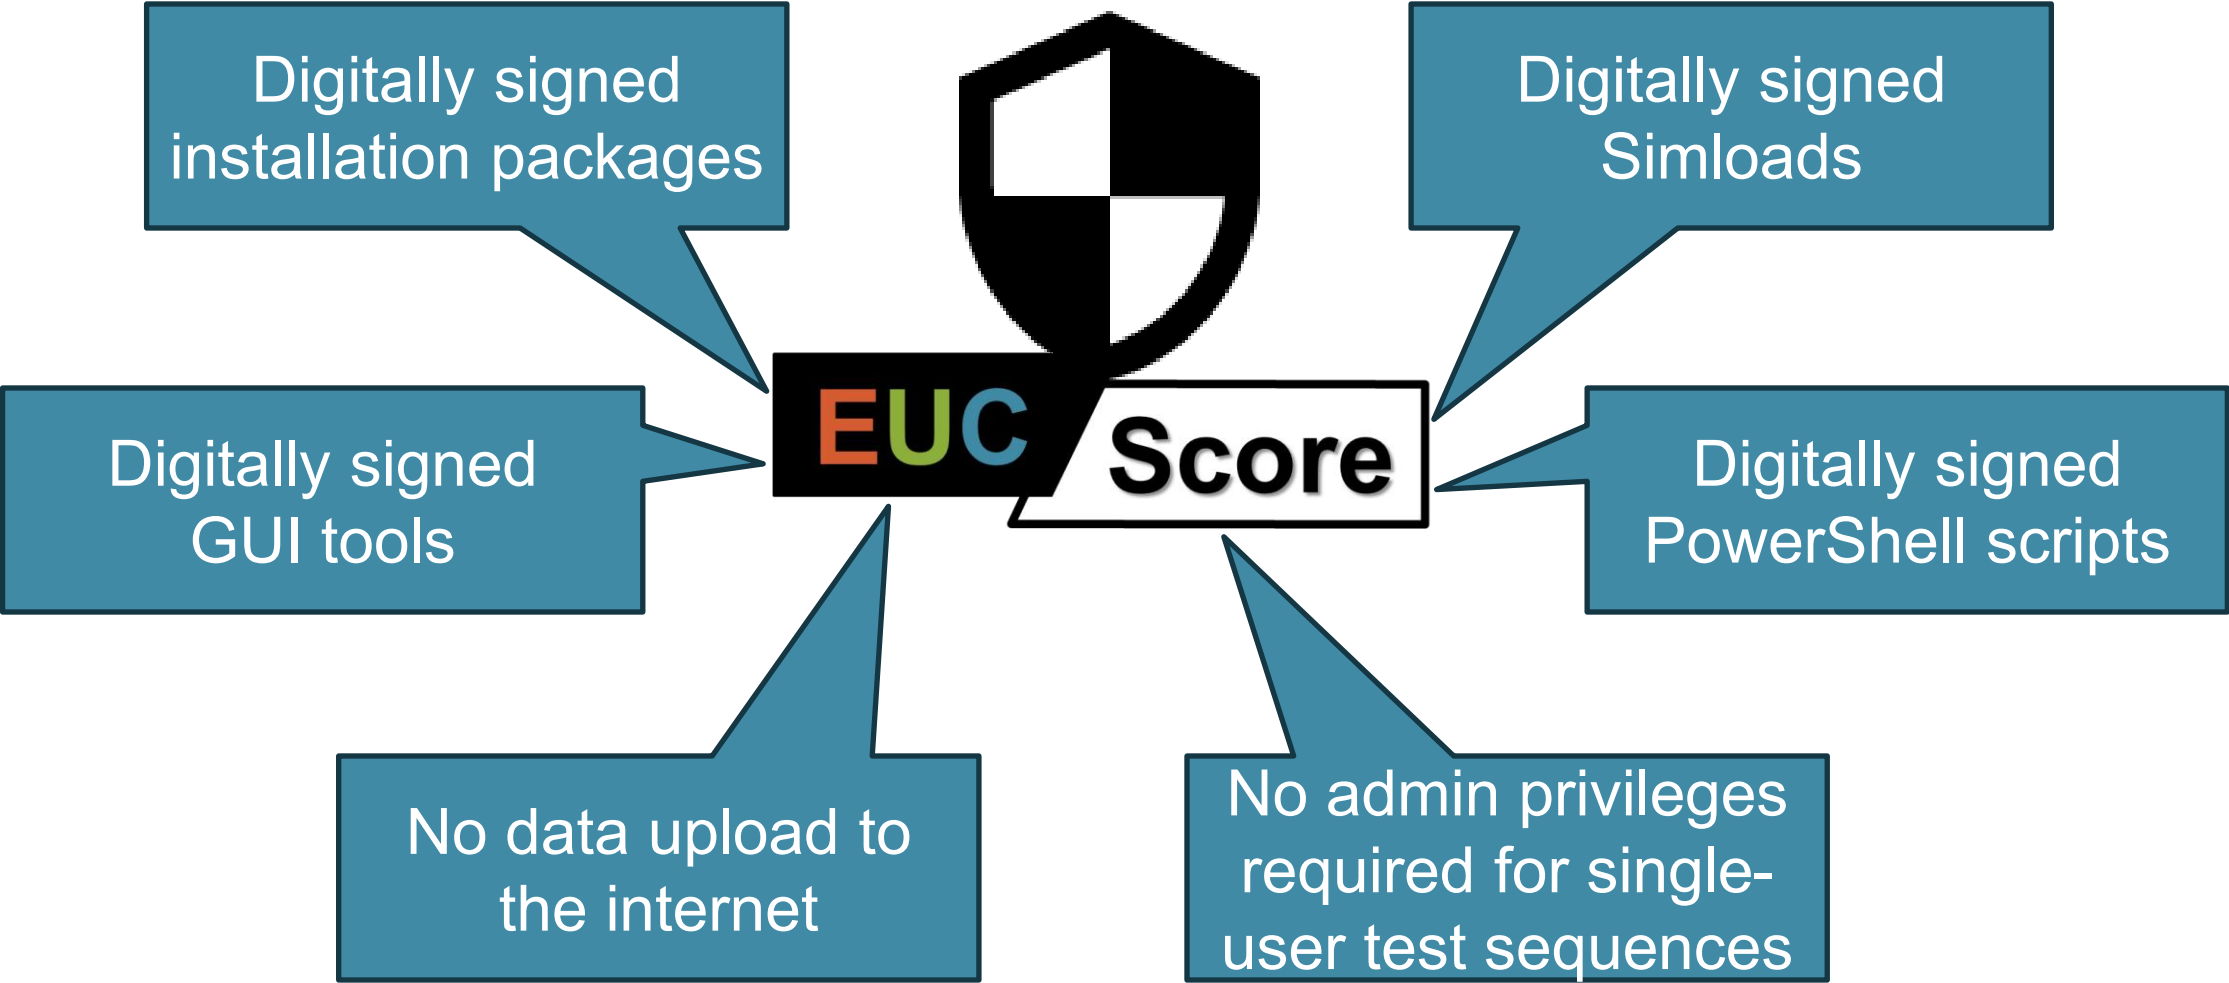 Digitally signed
installation packages
Digitally signed
Simloads
EUC
Score
Digitally signed
GUI tools
Digitally signed
PowerShell scripts
No data upload to
the internet
No admin privileges
required for single-
user test sequences